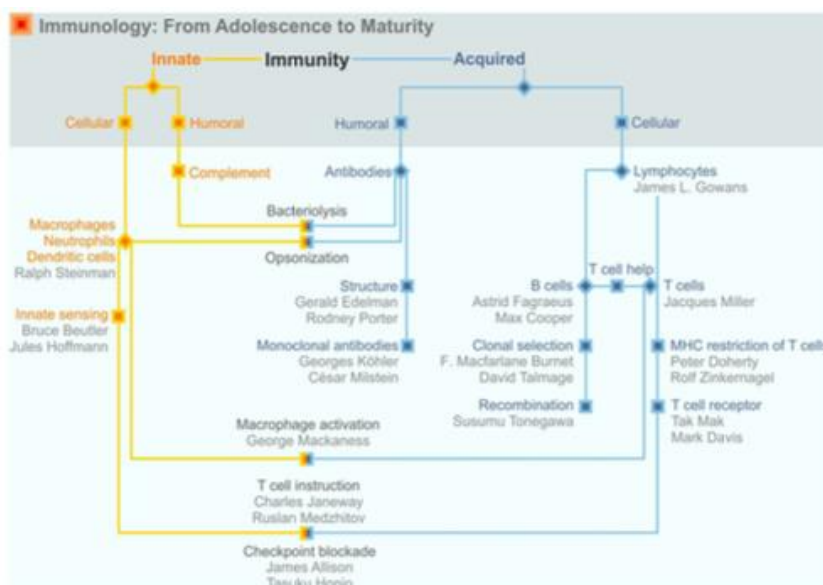 Immunology: From Adolescence to Maturity
Innate Immunity Acquired
Cellular Humoral Humoral Cellular
Complement Antibodies Lymphocytes
James L. Gowans
Bacteriolysis
Macrophages
Neutrophils
Dendritic cells
Ralph Steinman
Opsonization
T cell help
Structure
Gerald Edelman
Rodney Porter
B cells
Astrid Fagraeus
Max Cooper
T cells
Jacques Miller
Innate sensing
Bruce Beutler
Jules Hoffmann
Monoclonal antibodies
Georges Köhler
César Milstein
Clonal selection
F. Macfarlane Burnet
David Talmage
MHC restriction of T cells
Peter Doherty
Rolf Zinkernagel
Recombination
Susumu Tonegawa
T cell receptor
Tak Mak
Mark Davis
Macrophage activation
George Mackaness
T cell instruction
Charles Janeway
Ruslan Medzhitov
Checkpoint blockade
James Allison
Tasuku Honjo